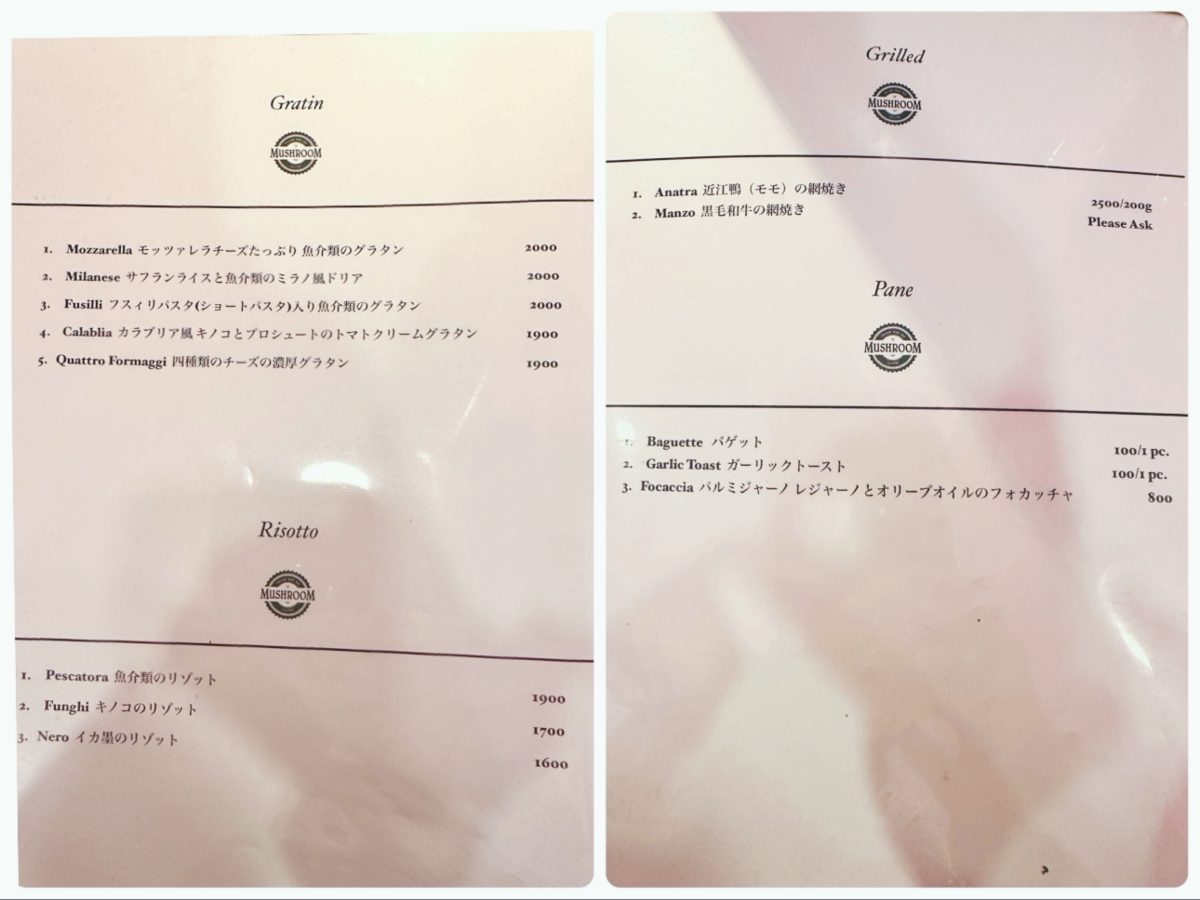 Gratin
MUSHROOM
1. Mozzarella モッツァレラチーズたっぷり 魚介類のグラタン 2000
2. Milanese サフランライスと魚介類のミラノ風ドリア 2000
3. Fusilli フスィリパスタ(ショートパスタ)入り魚介類のグラタン 2000
4. Calablia カラブリア風 キノコとプロシュートのトマトクリームグラタン 1900
5. Quattro Formaggi 四種類のチーズの濃厚グラタン 1900
Risotto
MUSHROOM
1. Pescatora 魚介類のリゾット 1900
2. Funghi キノコのリゾット 1700
3. Nero イカ墨のリゾット 1600
Grilled
MUSHROOM
1. Anatra 近江鴨（モモ）の網焼き 2500/200g
2. Manzo 黒毛和牛の網焼き Please Ask
Pane
MUSHROOM
1. Baguette バゲット 100/1 pc.
2. Garlic Toast ガーリックトースト 100/1 pc.
3. Focaccia パルミジャーノ レジャーノとオリーブオイルのフォカッチャ 800